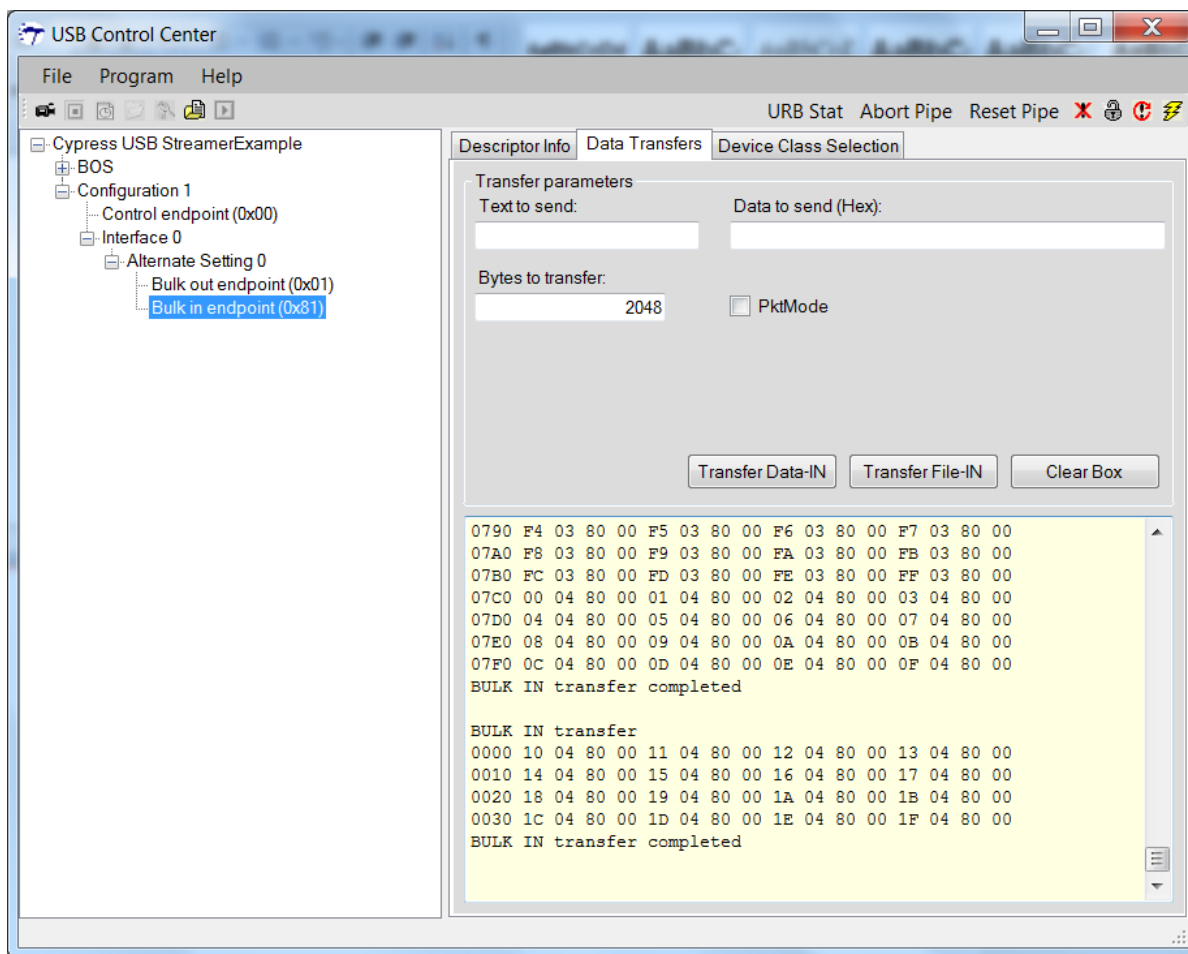 USB Control Center
File Program Help
URB Stat Abort Pipe Reset Pipe
Cypress USB StreamerExample
BOS
Configuration 1
Control endpoint (0x00)
Interface 0
Alternate Setting 0
Bulk out endpoint (0x01)
Bulk in endpoint (0x81)
Descriptor Info Data Transfers Device Class Selection
Transfer parameters
Text to send: Data to send (Hex):
Bytes to transfer:
2048 PktMode
Transfer Data-IN Transfer File-IN Clear Box
0790 F4 03 80 00 F5 03 80 00 F6 03 80 00 F7 03 80 00
07A0 F8 03 80 00 F9 03 80 00 FA 03 80 00 FB 03 80 00
07B0 FC 03 80 00 FD 03 80 00 FE 03 80 00 FF 03 80 00
07C0 00 04 80 00 01 04 80 00 02 04 80 00 03 04 80 00
07D0 04 04 80 00 05 04 80 00 06 04 80 00 07 04 80 00
07E0 08 04 80 00 09 04 80 00 0A 04 80 00 0B 04 80 00
07F0 0C 04 80 00 0D 04 80 00 0E 04 80 00 0F 04 80 00
BULK IN transfer completed
BULK IN transfer
0000 10 04 80 00 11 04 80 00 12 04 80 00 13 04 80 00
0010 14 04 80 00 15 04 80 00 16 04 80 00 17 04 80 00
0020 18 04 80 00 19 04 80 00 1A 04 80 00 1B 04 80 00
0030 1C 04 80 00 1D 04 80 00 1E 04 80 00 1F 04 80 00
BULK IN transfer completed